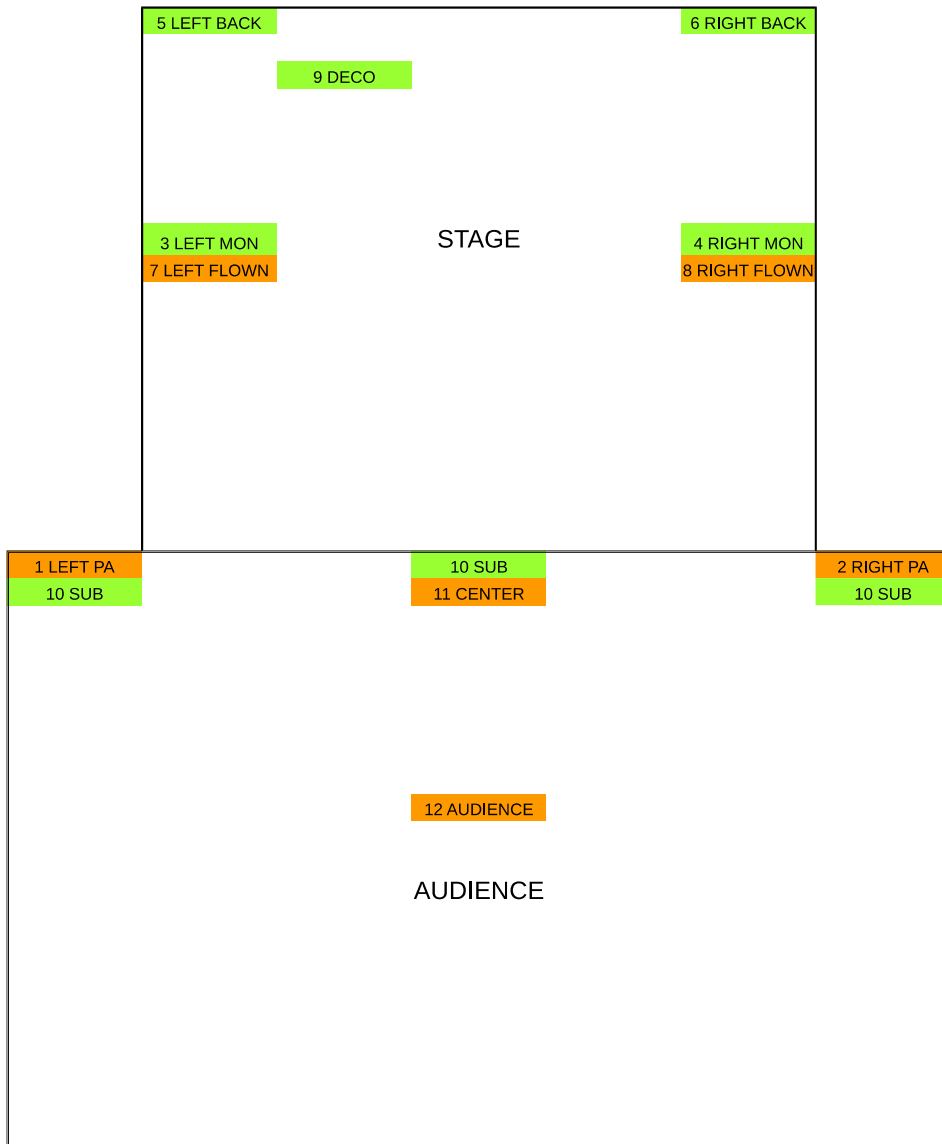 5 LEFT BACK
6 RIGHT BACK
9 DECO
3 LEFT MON
STAGE
4 RIGHT MON
7 LEFT FLOWN
8 RIGHT FLOWN
1 LEFT PA
10 SUB
2 RIGHT PA
10 SUB
11 CENTER
10 SUB
12 AUDIENCE
AUDIENCE